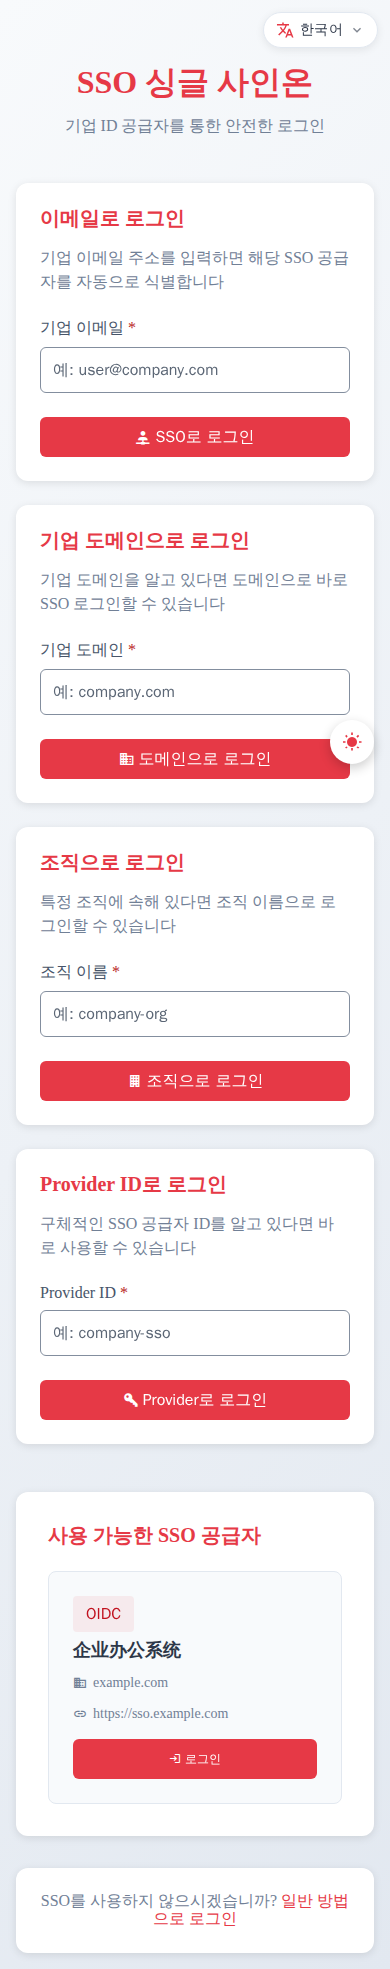 한국어
SSO 싱글 사인온
기업 ID 공급자를 통한 안전한 로그인
이메일로 로그인
기업 이메일 주소를 입력하면 해당 SSO 공급
자를 자동으로 식별합니다
기업 이메일 *
예: user@company.com
SSO로 로그인
기업 도메인으로 로그인
기업 도메인을 알고 있다면 도메인으로 바로
SSO 로그인할 수 있습니다
기업 도메인 *
예: company.com
도메인으로 로그인
조직으로 로그인
특정 조직에 속해 있다면 조직 이름으로 로
그인할 수 있습니다
조직 이름 *
예: company-org
조직으로 로그인
Provider ID로 로그인
구체적인 SSO 공급자 ID를 알고 있다면 바
로 사용할 수 있습니다
Provider ID *
예: company-sso
Provider로 로그인
사용 가능한 SSO 공급자
OIDC
企业办公系统
example.com
https://sso.example.com
로그인
SSO를 사용하지 않으시겠습니까? 일반 방법
으로 로그인